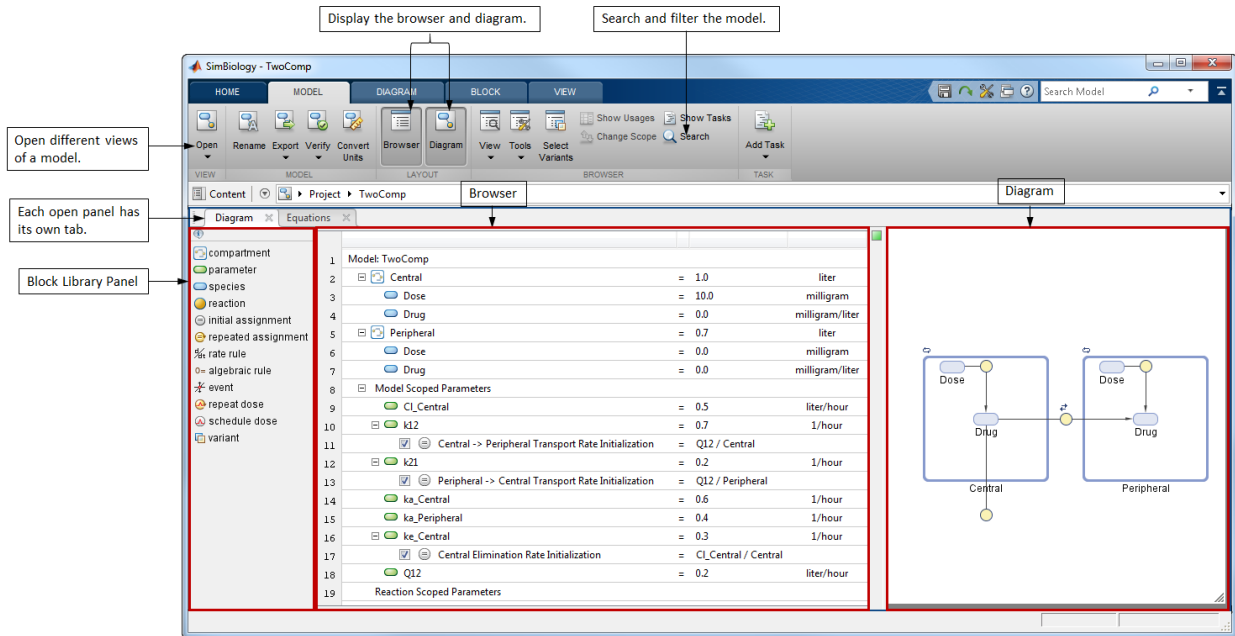 Display the browser and diagram.
Search and filter the model.
SimBiology - TwoComp
HOME MODEL DIAGRAM BLOCK VIEW
Search Model
Open different views
of a model.
Open Rename Export Verify Convert
Units
Browser Diagram View Tools Select
Variants
Show Usages Show Tasks
Change Scope Search
Add Task
VIEW MODEL LAYOUT BROWSER TASK
Content Project TwoComp
Browser
Diagram
Each open panel has
its own tab.
Diagram Equations
Block Library Panel
compartment
parameter
species
reaction
initial assignment
repeated assignment
rate rule
0= algebraic rule
event
repeat dose
schedule dose
variant
1 Model: TwoComp
2 Central = 1.0 liter
3 Dose = 10.0 milligram
4 Drug = 0.0 milligram/liter
5 Peripheral = 0.7 liter
6 Dose = 0.0 milligram
7 Drug = 0.0 milligram/liter
8 Model Scoped Parameters
9 Cl_Central = 0.5 liter/hour
10 k12 = 0.7 1/hour
11 Central -> Peripheral Transport Rate Initialization = Q12 / Central
12 k21 = 0.2 1/hour
13 Peripheral -> Central Transport Rate Initialization = Q12 / Peripheral
14 ka_Central = 0.6 1/hour
15 ka_Peripheral = 0.4 1/hour
16 ke_Central = 0.3 1/hour
17 Central Elimination Rate Initialization = Cl_Central / Central
18 Q12 = 0.2 liter/hour
19 Reaction Scoped Parameters
Dose Dose
Drug Drug
Central Peripheral